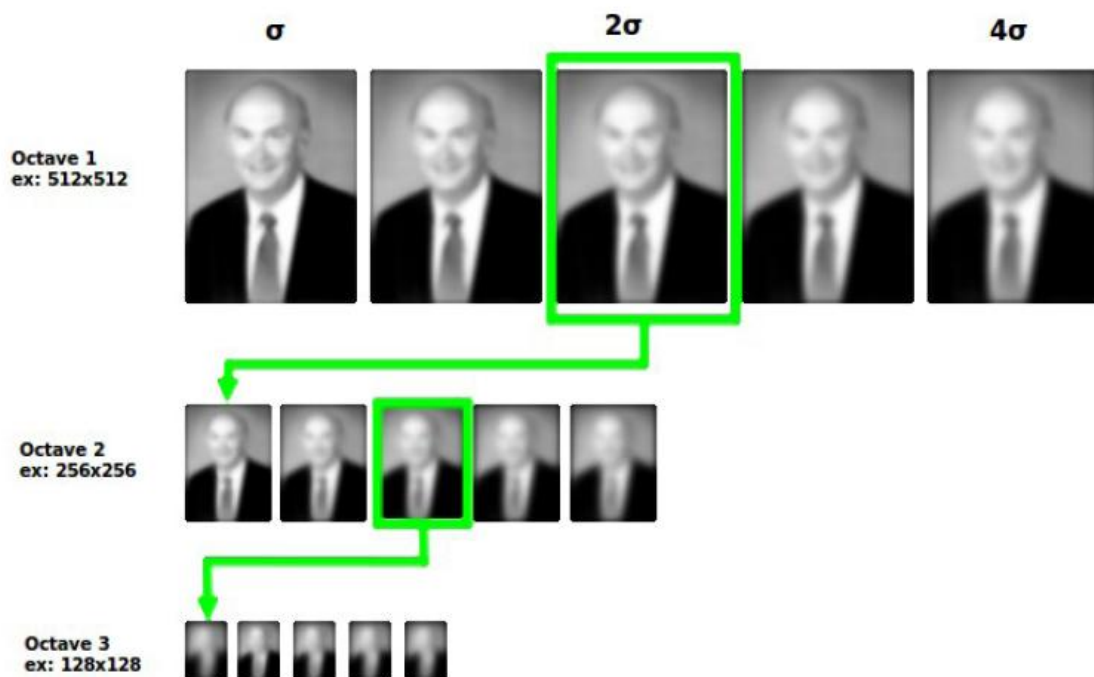 σ
2σ
4σ
Octave 1
ex: 512x512
Octave 2
ex: 256x256
Octave 3
ex: 128x128